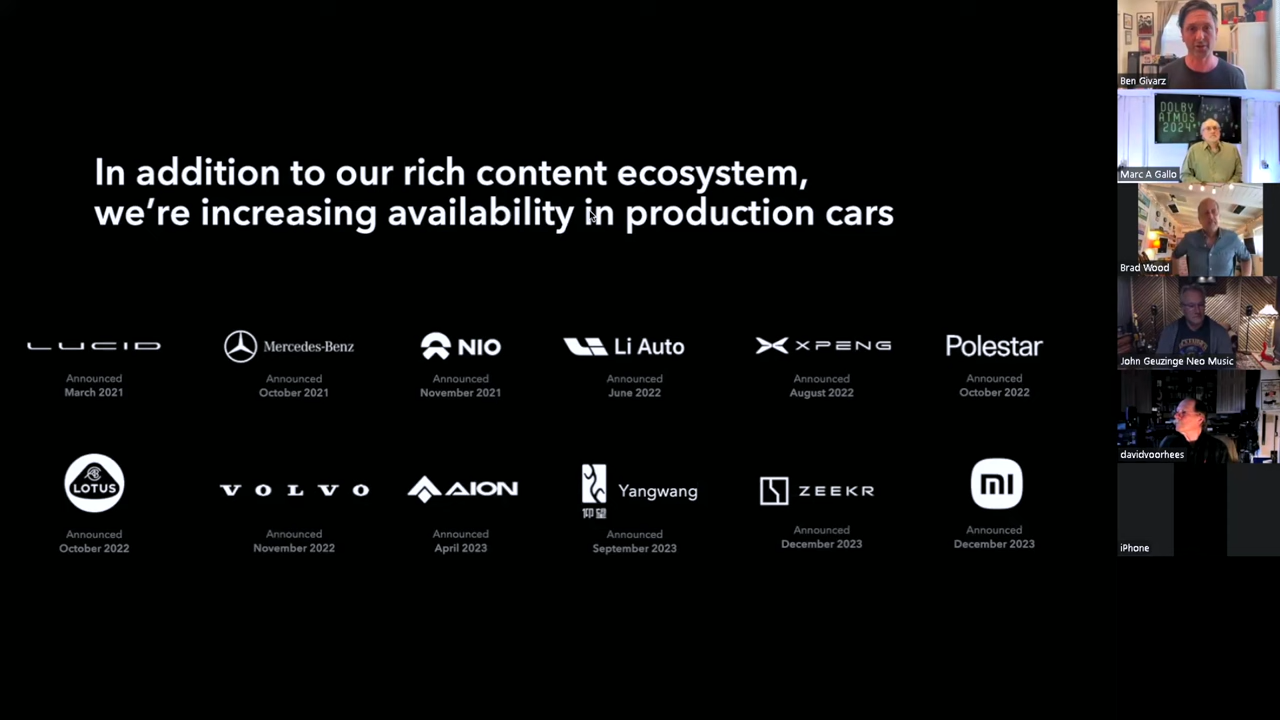 In addition to our rich content ecosystem,
we're increasing availability in production cars
LUCID
Announced
March 2021
Mercedes-Benz
Announced
October 2021
NIO
Announced
November 2021
Li Auto
Announced
June 2022
XPENG
Announced
August 2022
Polestar
Announced
October 2022
LOTUS
Announced
October 2022
VOLVO
Announced
November 2022
AION
Announced
April 2023
仰望
Yangwang
Announced
September 2023
ZEEKR
Announced
December 2023
mi
Announced
December 2023
Ben Givarz
DOLBY
ATMOS
2024
Marc A Gallo
Brad Wood
John Geuzinge Neo Music
davidvoorhees
iPhone